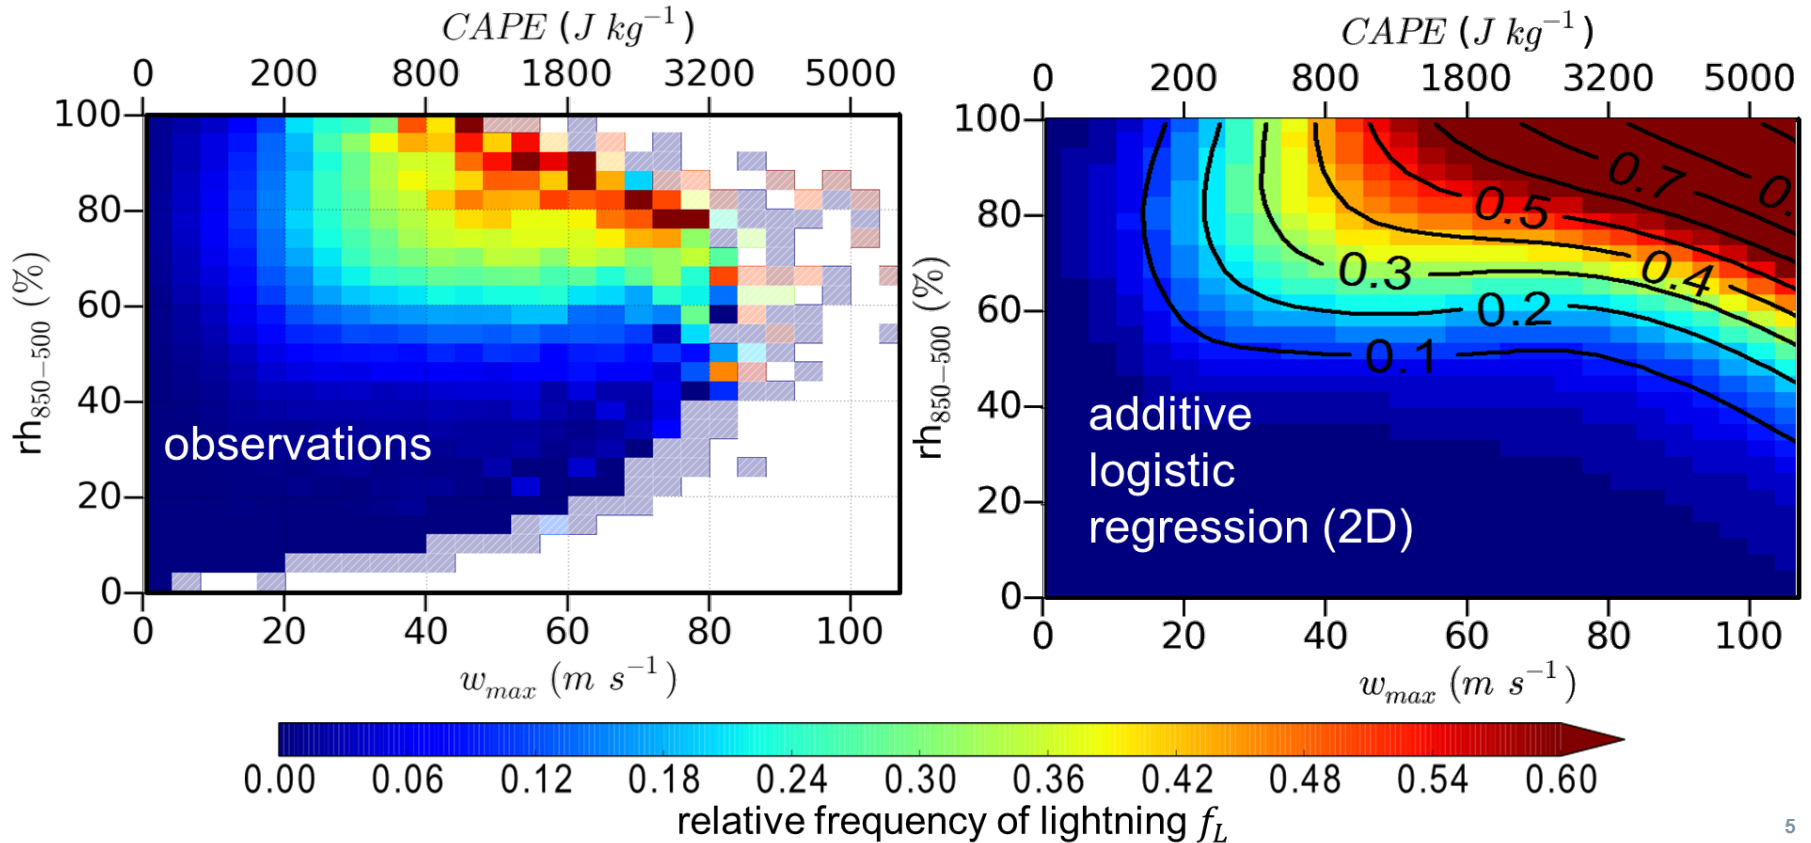 CAPE (J kg⁻¹)
0 200 800 1800 3200 5000
100
80
60
40
20
0
rh850−500 (%)
observations
0 20 40 60 80 100
wmax (m s⁻¹)
CAPE (J kg⁻¹)
0 200 800 1800 3200 5000
100
80
60
40
20
0
rh850−500 (%)
0.7
0.
0.5
0.4
0.3
0.2
0.1
additive
logistic
regression (2D)
0 20 40 60 80 100
wmax (m s⁻¹)
0.00 0.06 0.12 0.18 0.24 0.30 0.36 0.42 0.48 0.54 0.60
relative frequency of lightning fL
5